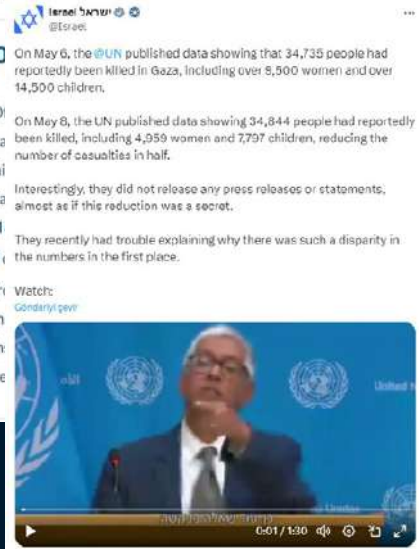 Israel ישראל
@Israel
On May 6, the @UN published data showing that 34,735 people had
reportedly been killed in Gaza, including over 9,500 women and over
14,500 children.
On May 8, the UN published data showing 34,844 people had reportedly
been killed, including 4,959 women and 7,797 children, reducing the
number of casualties in half.
Interestingly, they did not release any press releases or statements,
almost as if this reduction was a secret.
They recently had trouble explaining why there was such a disparity in
the numbers in the first place.
Watch:
Gönderiyi çevir
United
0:01 / 1:30